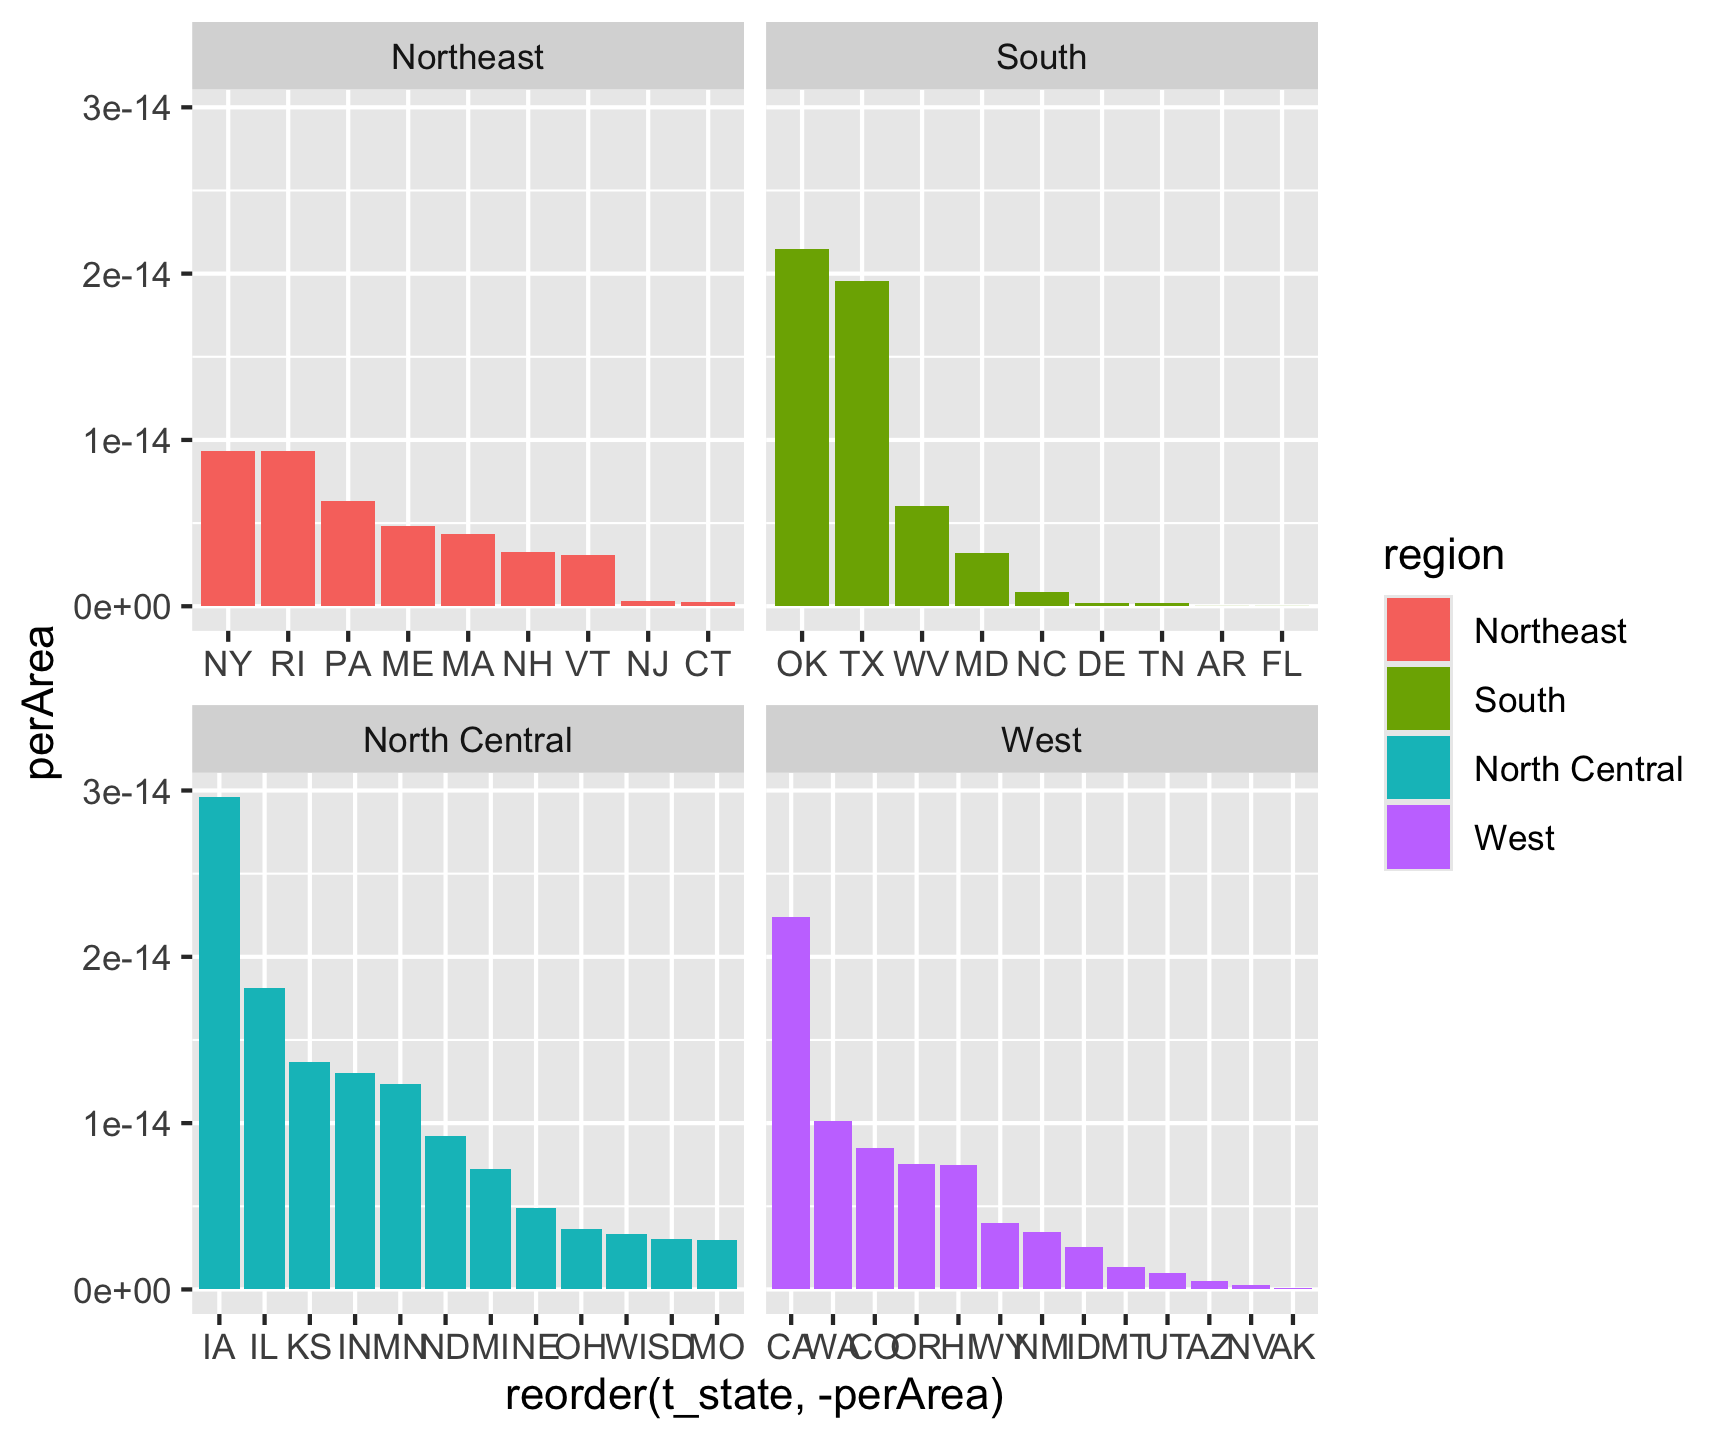 Northeast
South
3e-14
2e-14
1e-14
0e+00
NY RI PA ME MA NH VT NJ CT
OK TX WV MD NC DE TN AR FL
North Central
West
3e-14
2e-14
1e-14
0e+00
IA IL KS IN MN ND MI NE OH WI SD MO
CA WA CO OR HI WY NM ID MT UT AZ NV AK
perArea
reorder(t_state, -perArea)
region
Northeast
South
North Central
West